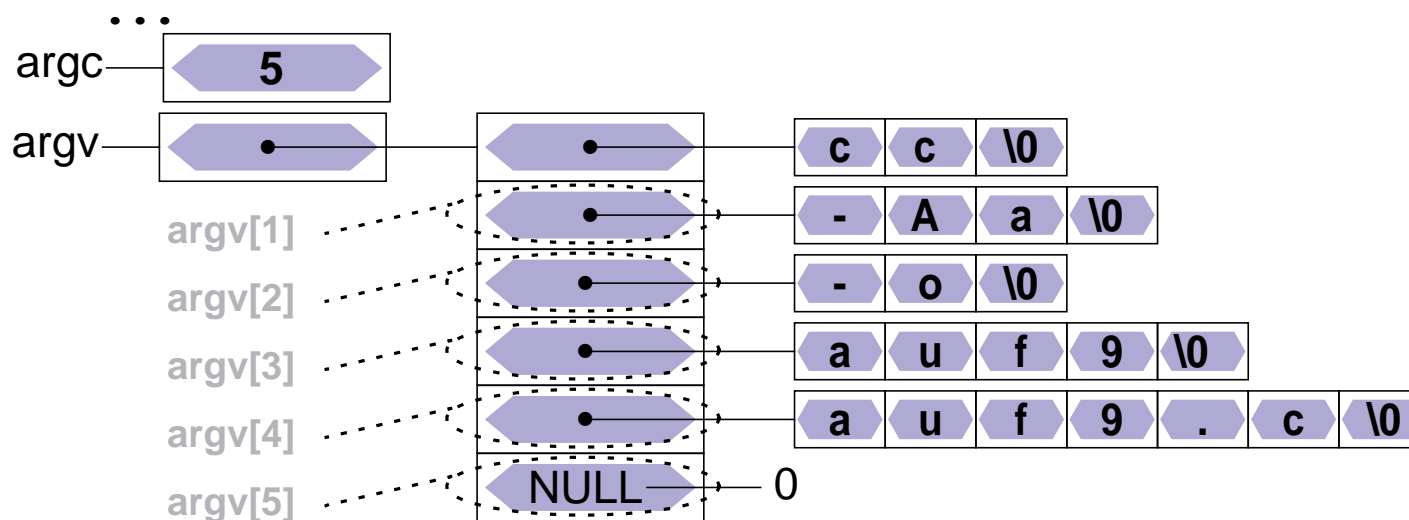 ...
argc 5
argv c c \0
argv[1] - A a \0
argv[2] - o \0
argv[3] a u f 9 \0
argv[4] a u f 9 . c \0
argv[5] NULL 0